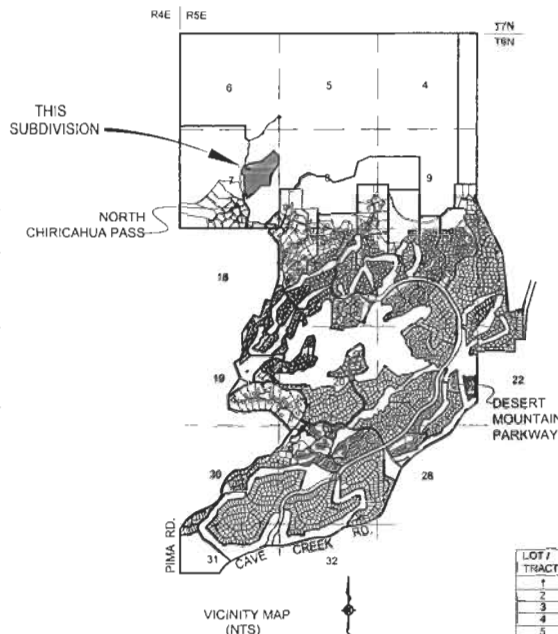 R4E R5E
T7N
T6N
6 5 4
THIS
SUBDIVISION
7 8 9
NORTH
CHIRICAHUA PASS
18
19
22
DESERT
MOUNTAIN
PARKWAY
30
28
PIMA RD.
CAVE CREEK RD.
31
32
VICINITY MAP
(NTS)
LOT /
TRACT
1
2
3
4
5